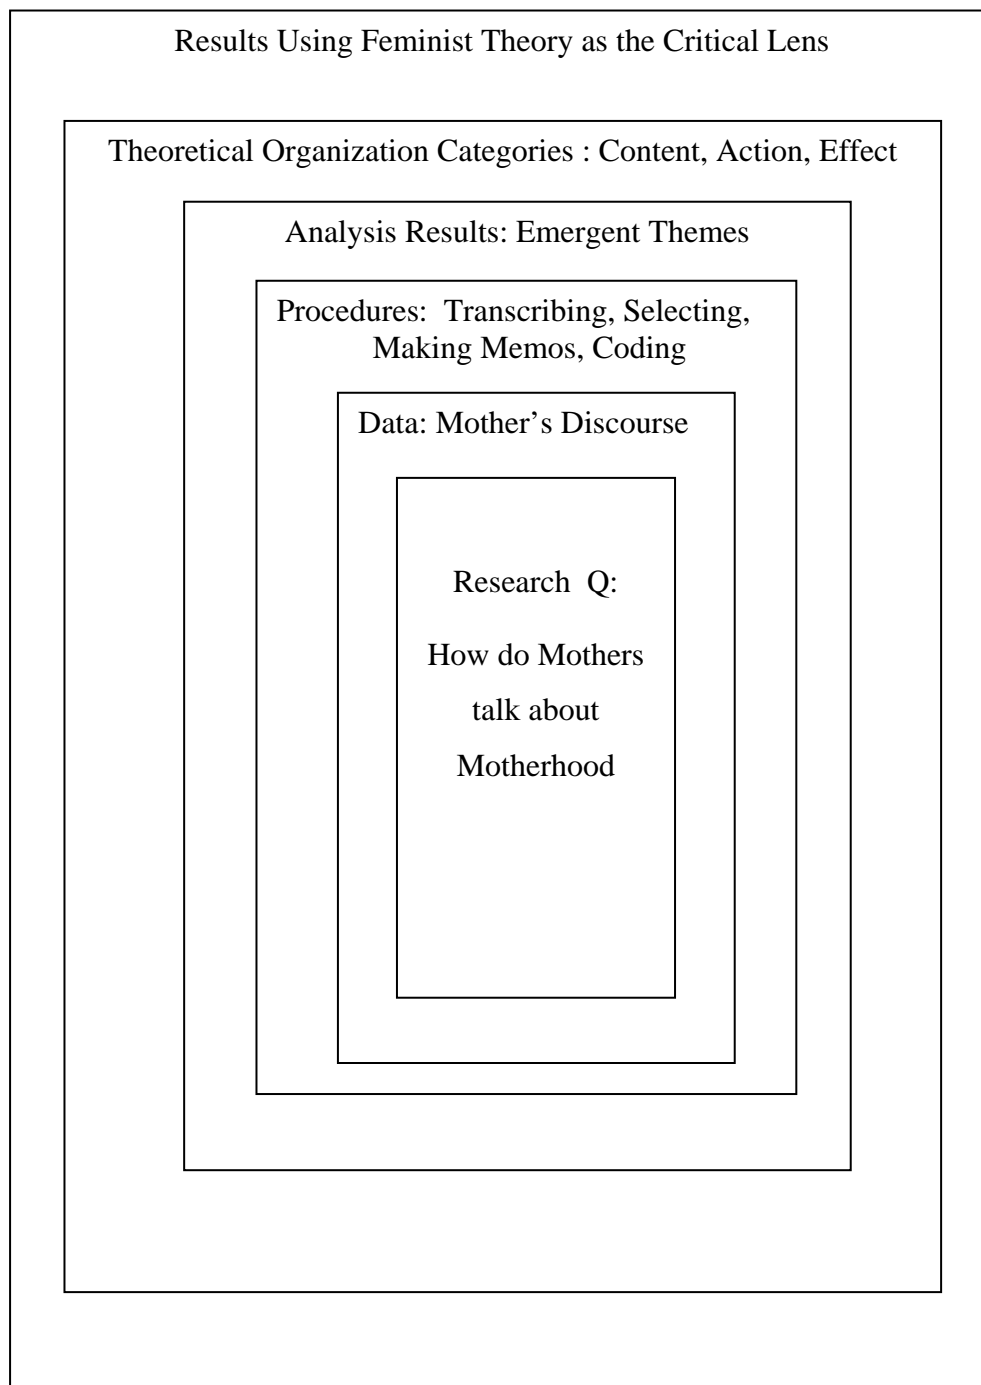 Results Using Feminist Theory as the Critical Lens
Theoretical Organization Categories : Content, Action, Effect
Analysis Results: Emergent Themes
Procedures:  Transcribing, Selecting,
Making Memos, Coding
Data: Mother’s Discourse
Research  Q:
How do Mothers
talk about
Motherhood